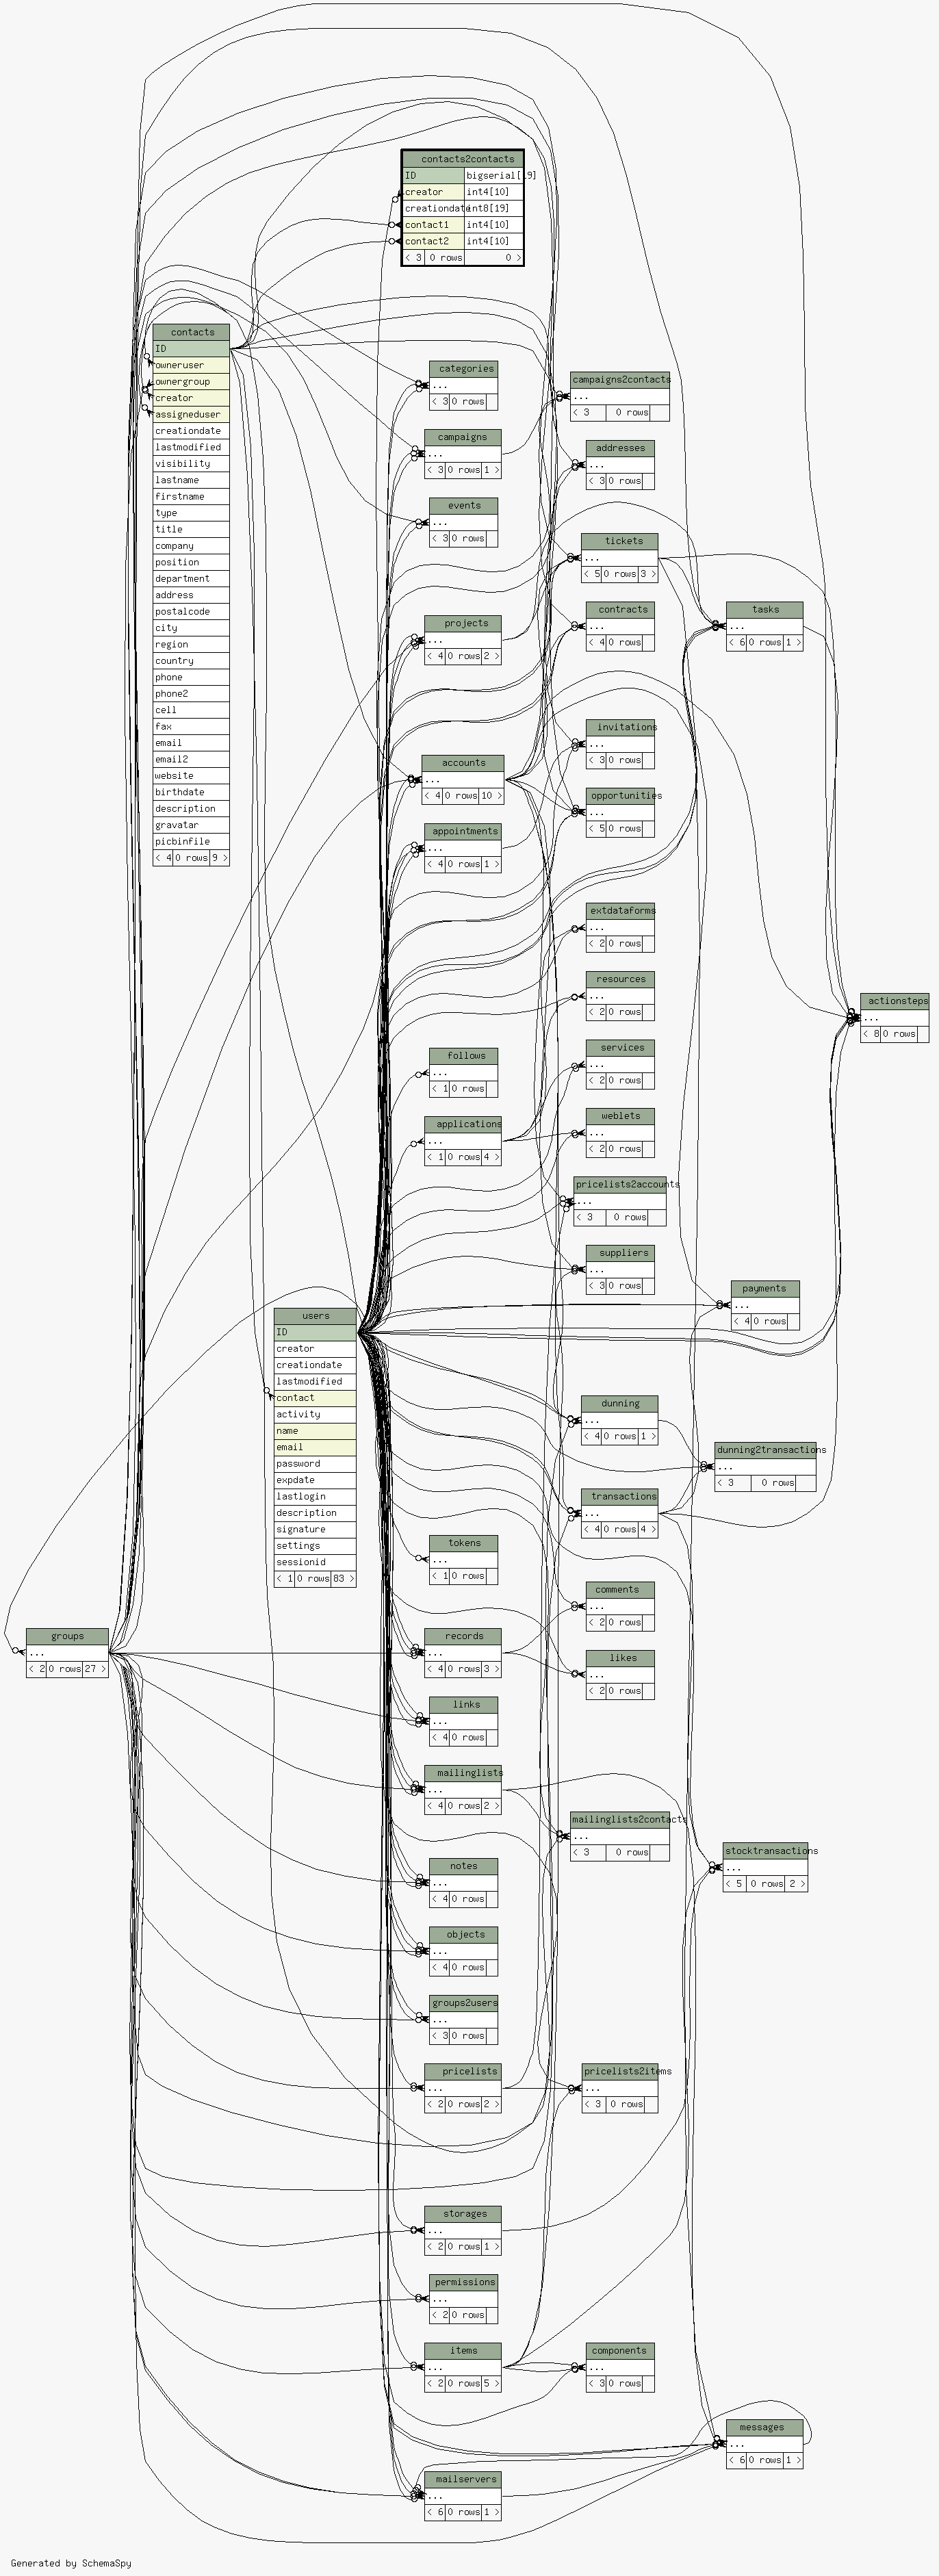 contacts2contacts
ID bigserial[19]
creator int4[10]
creationdate int8[19]
contact1 int4[10]
contact2 int4[10]
< 3 0 rows 0 >
contacts
ID
owneruser
ownergroup
creator
assigneduser
creationdate
lastmodified
visibility
lastname
firstname
type
title
company
position
department
address
postalcode
city
region
country
phone
phone2
cell
fax
email
email2
website
birthdate
description
gravatar
picbinfile
< 4 0 rows 9 >
categories
...
< 3 0 rows
campaigns
...
< 3 0 rows 1 >
events
...
< 3 0 rows
projects
...
< 4 0 rows 2 >
accounts
...
< 4 0 rows 10 >
appointments
...
< 4 0 rows 1 >
follows
...
< 1 0 rows
applications
...
< 1 0 rows 4 >
campaigns2contacts
...
< 3 0 rows
addresses
...
< 3 0 rows
tickets
...
< 5 0 rows 3 >
contracts
...
< 4 0 rows
invitations
...
< 3 0 rows
opportunities
...
< 5 0 rows
extdataforms
...
< 2 0 rows
resources
...
< 2 0 rows
services
...
< 2 0 rows
weblets
...
< 2 0 rows
pricelists2accounts
...
< 3 0 rows
suppliers
...
< 3 0 rows
tasks
...
< 6 0 rows 1 >
actionsteps
...
< 8 0 rows
payments
...
< 4 0 rows
users
ID
creator
creationdate
lastmodified
contact
activity
name
email
password
expdate
lastlogin
description
signature
settings
sessionid
< 1 0 rows 83 >
dunning
...
< 4 0 rows 1 >
dunning2transactions
...
< 3 0 rows
transactions
...
< 4 0 rows 4 >
tokens
...
< 1 0 rows
comments
...
< 2 0 rows
groups
...
< 2 0 rows 27 >
records
...
< 4 0 rows 3 >
likes
...
< 2 0 rows
links
...
< 4 0 rows
mailinglists
...
< 4 0 rows 2 >
mailinglists2contacts
...
< 3 0 rows
stocktransactions
...
< 5 0 rows 2 >
notes
...
< 4 0 rows
objects
...
< 4 0 rows
groups2users
...
< 3 0 rows
pricelists
...
< 2 0 rows 2 >
pricelists2items
...
< 3 0 rows
storages
...
< 2 0 rows 1 >
permissions
...
< 2 0 rows
items
...
< 2 0 rows 5 >
components
...
< 3 0 rows
messages
...
< 6 0 rows 1 >
mailservers
...
< 6 0 rows 1 >
Generated by SchemaSpy